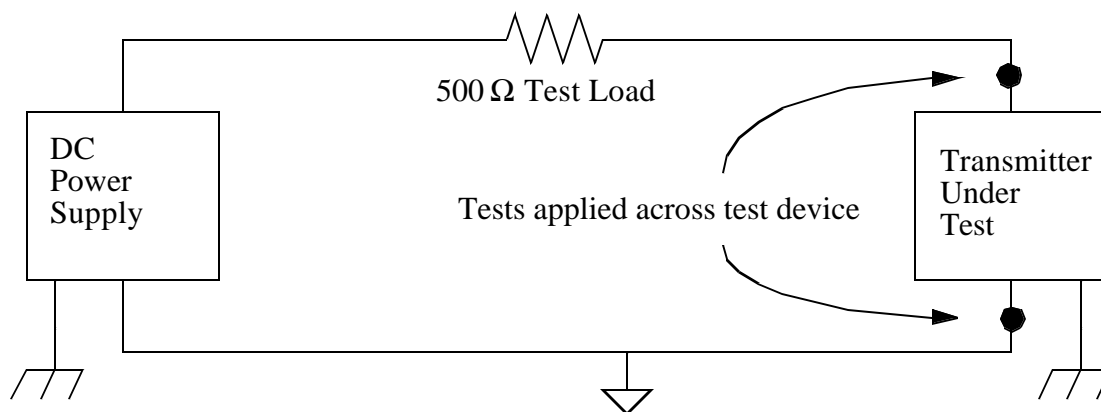 500 Ω Test Load
DC
Power
Supply
Transmitter
Under
Test
Tests applied across test device